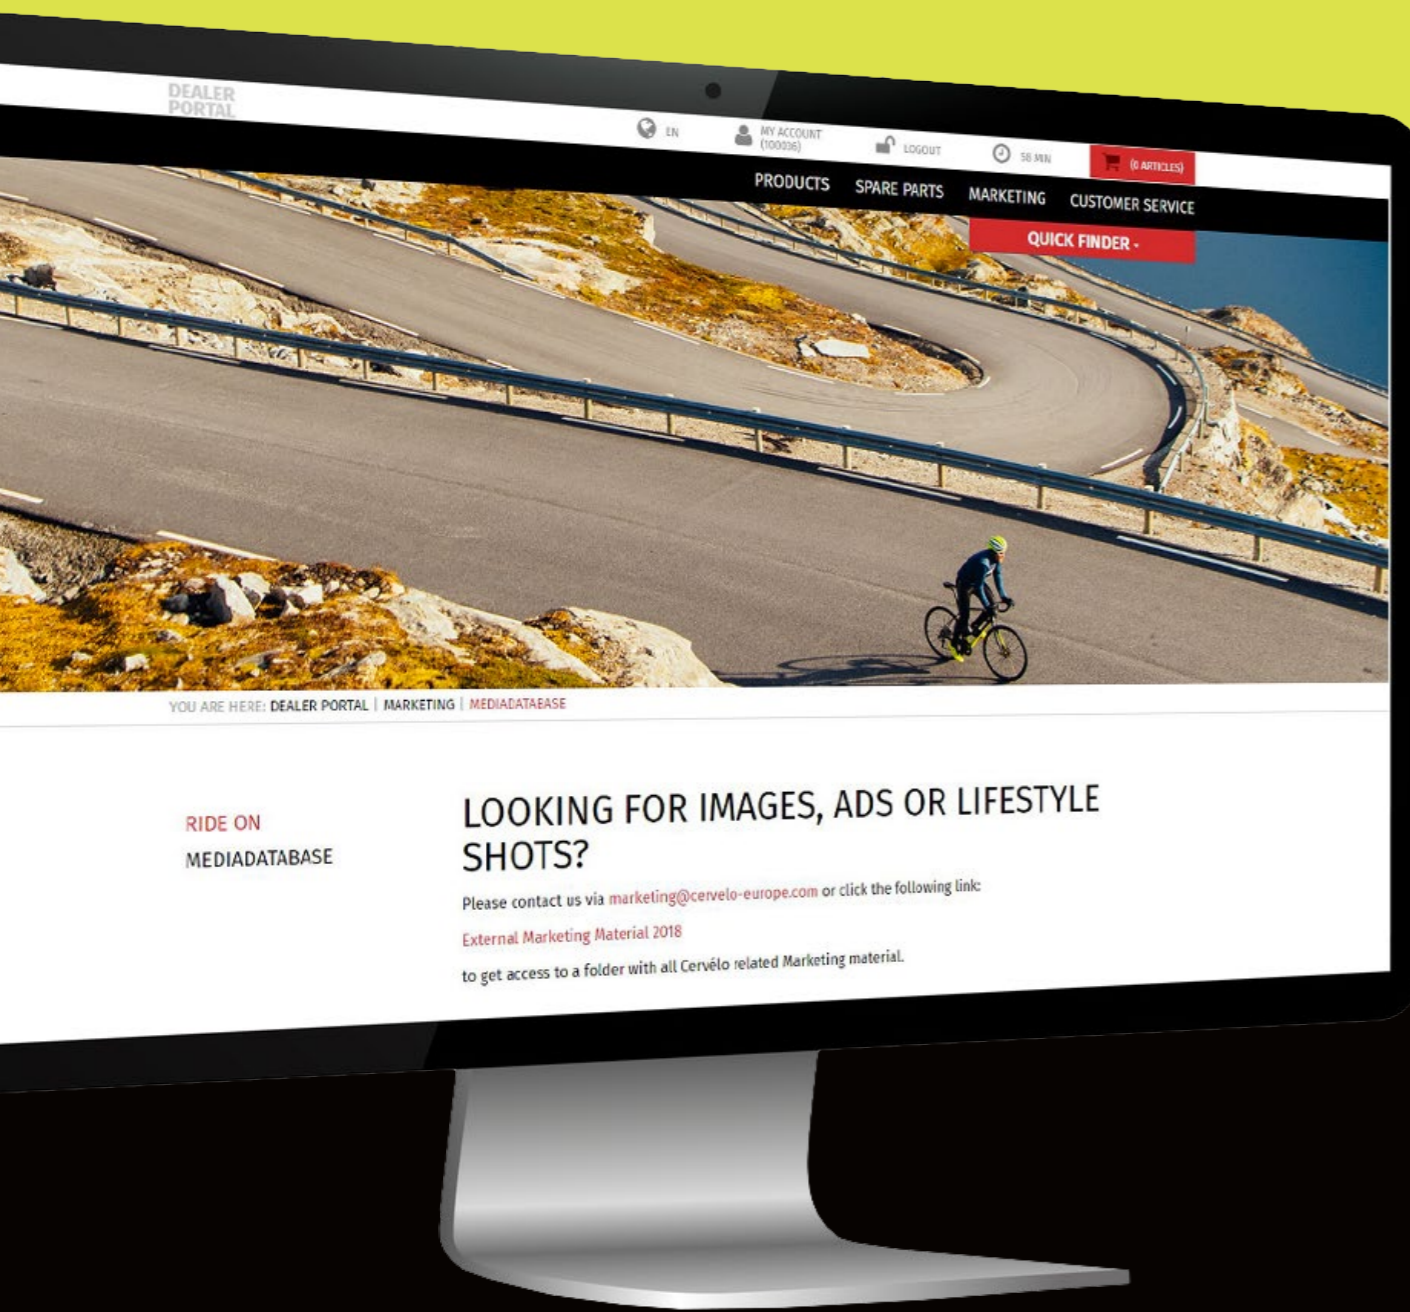 DEALER
PORTAL
EN
MY ACCOUNT
(100036)
LOGOUT
58 MIN
(0 ARTICLES)
PRODUCTS SPARE PARTS MARKETING CUSTOMER SERVICE
QUICK FINDER -
YOU ARE HERE: DEALER PORTAL | MARKETING | MEDIADATABASE
RIDE ON
MEDIADATABASE
LOOKING FOR IMAGES, ADS OR LIFESTYLE
SHOTS?
Please contact us via marketing@cervelo-europe.com or click the following link:
External Marketing Material 2018
to get access to a folder with all Cervélo related Marketing material.